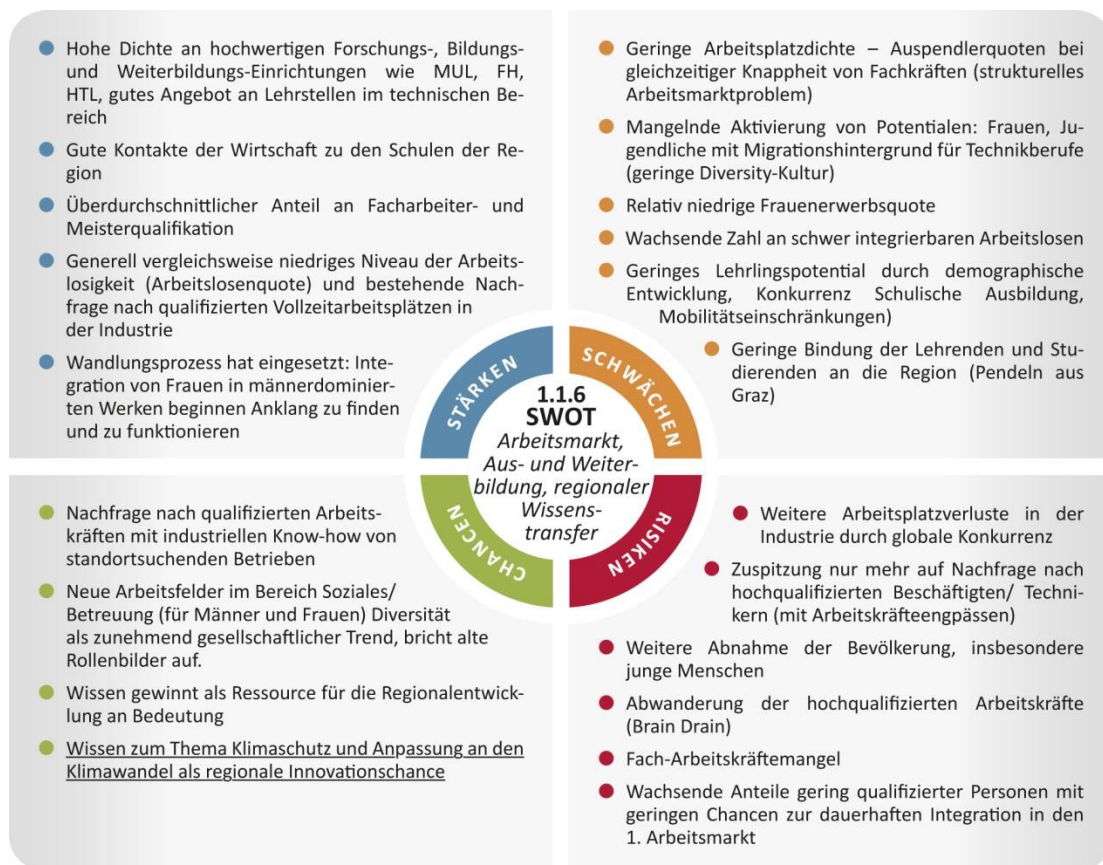 Hohe Dichte an hochwertigen Forschungs-, Bildungs-
und Weiterbildungs-Einrichtungen wie MUL, FH,
HTL, gutes Angebot an Lehrstellen im technischen Be-
reich
Gute Kontakte der Wirtschaft zu den Schulen der Re-
gion
Überdurchschnittlicher Anteil an Facharbeiter- und
Meisterqualifikation
Generell vergleichsweise niedriges Niveau der Arbeits-
losigkeit (Arbeitslosenquote) und bestehende Nach-
frage nach qualifizierten Vollzeitarbeitsplätzen in
der Industrie
Wandlungsprozess hat eingesetzt: Inte-
gration von Frauen in männerdominier-
ten Werken beginnen Anklang zu finden
und zu funktionieren
Geringe Arbeitsplatzdichte – Auspendlerquoten bei
gleichzeitiger Knappheit von Fachkräften (strukturelles
Arbeitsmarktproblem)
Mangelnde Aktivierung von Potentialen: Frauen, Ju-
gendliche mit Migrationshintergrund für Technikberufe
(geringe Diversity-Kultur)
Relativ niedrige Frauenerwerbsquote
Wachsende Zahl an schwer integrierbaren Arbeitslosen
Geringes Lehrlingspotential durch demographische
Entwicklung, Konkurrenz Schulische Ausbildung,
Mobilitätseinschränkungen)
Geringe Bindung der Lehrenden und Stu-
dierenden an die Region (Pendeln aus
Graz)
STÄRKEN
SCHWÄCHEN
1.1.6
SWOT
Arbeitsmarkt,
Aus- und Weiter-
bildung, regionaler
Wissens-
transfer
CHANCEN
RISIKEN
Nachfrage nach qualifizierten Arbeits-
kräften mit industriellen Know-how von
standortsuchenden Betrieben
Neue Arbeitsfelder im Bereich Soziales/
Betreuung (für Männer und Frauen) Diversität
als zunehmend gesellschaftlicher Trend, bricht alte
Rollenbilder auf.
Wissen gewinnt als Ressource für die Regionalentwick-
lung an Bedeutung
Wissen zum Thema Klimaschutz und Anpassung an den
Klimawandel als regionale Innovationschance
Weitere Arbeitsplatzverluste in der
Industrie durch globale Konkurrenz
Zuspitzung nur mehr auf Nachfrage nach
hochqualifizierten Beschäftigten/ Techni-
kern (mit Arbeitskräfteengpässen)
Weitere Abnahme der Bevölkerung, insbesondere
junge Menschen
Abwanderung der hochqualifizierten Arbeitskräfte
(Brain Drain)
Fach-Arbeitskräftemangel
Wachsende Anteile gering qualifizierter Personen mit
geringen Chancen zur dauerhaften Integration in den
1. Arbeitsmarkt